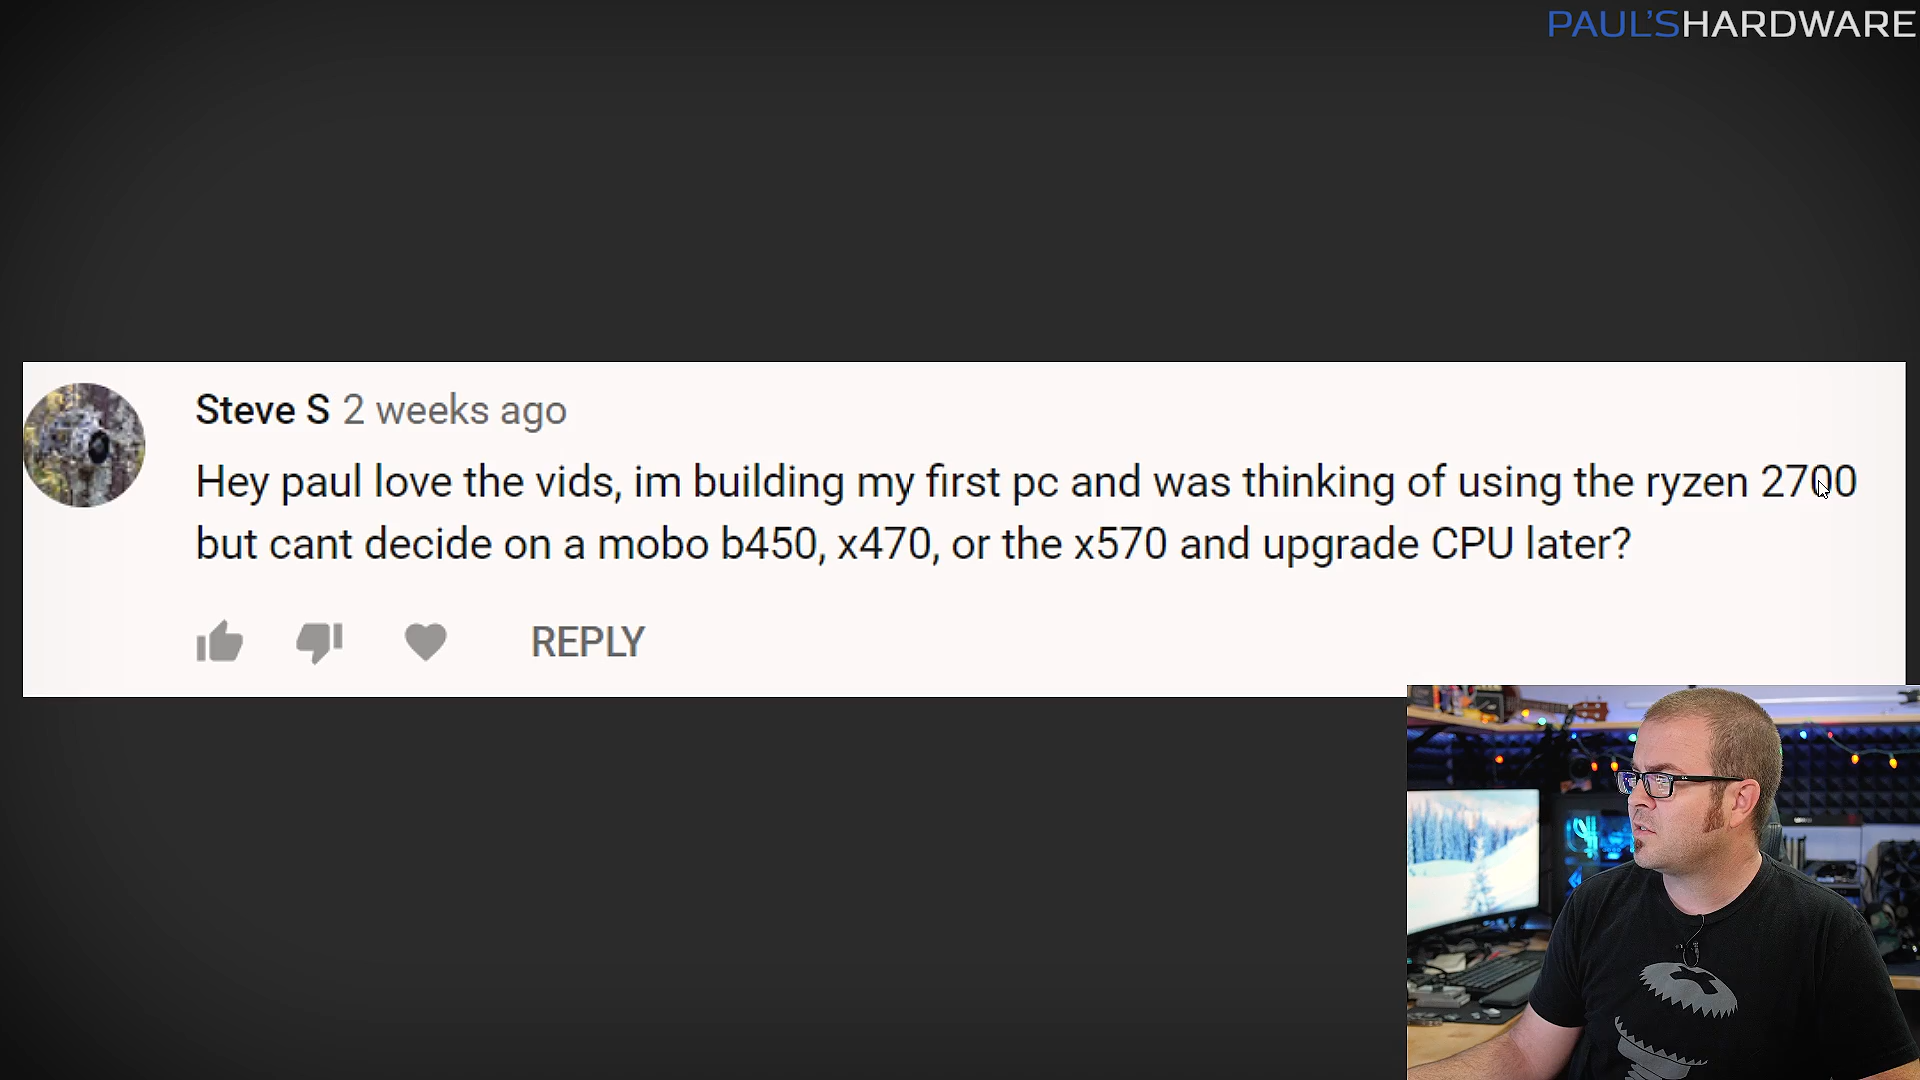 PAUL'SHARDWARE
Steve S 2 weeks ago
Hey paul love the vids, im building my first pc and was thinking of using the ryzen 2700
but cant decide on a mobo b450, x470, or the x570 and upgrade CPU later?
REPLY